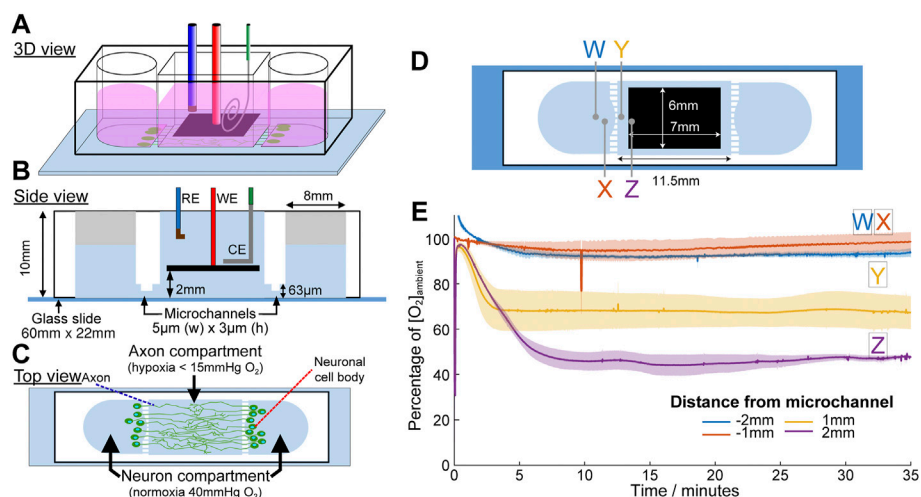 A
3D view
B
Side view
RE
WE
CE
8mm
10mm
2mm
63µm
Glass slide
60mm x 22mm
Microchannels
5µm (w) x 3µm (h)
C
Top view
Axon
Axon compartment
(hypoxia < 15mmHg O₂)
Neuronal
cell body
Neuron compartment
(normoxia 40mmHg O₂)
D
W Y
6mm
7mm
X Z
11.5mm
E
Percentage of [O₂]ambient
100
80
60
40
20
0
0 5 10 15 20 25 30 35
Time / minutes
W X
Y
Z
Distance from microchannel
-2mm 1mm
-1mm 2mm